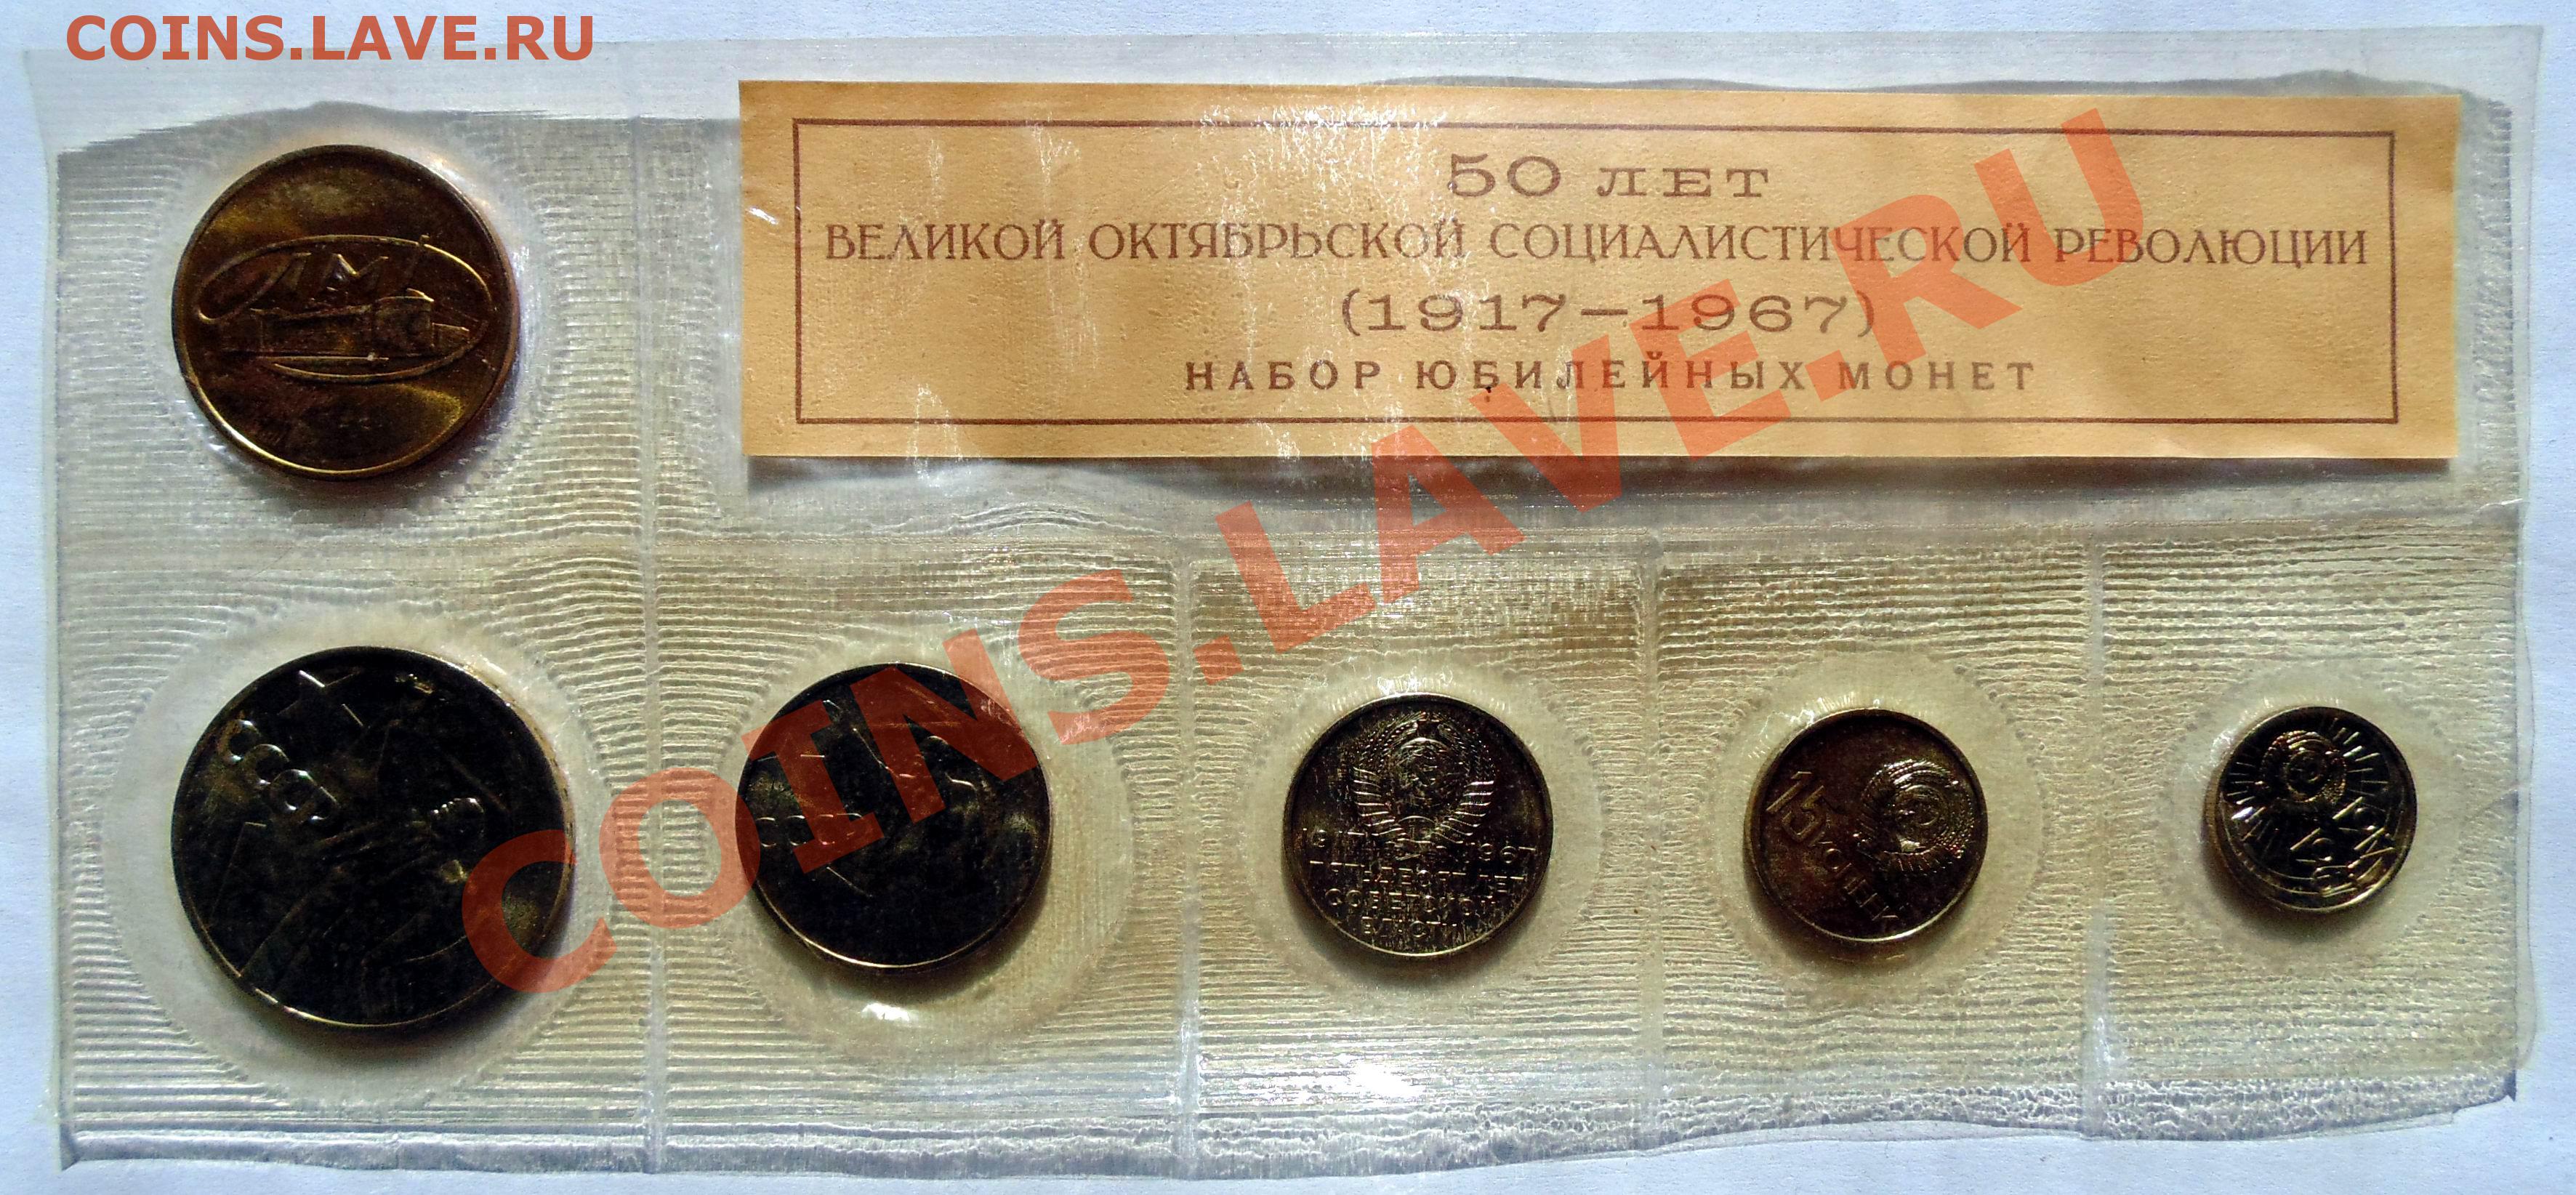 COINS.LAVE.RU
50 ЛЕТ
ВЕЛИКОЙ ОКТЯБРЬСКОЙ СОЦИАЛИСТИЧЕСКОЙ РЕВОЛЮЦИИ
(1917–1967)
НАБОР ЮБИЛЕЙНЫХ МОНЕТ
COINS.LAVE.RU
ЛМД
СССР
СССР
1917 1967
ПЯТЬДЕСЯТ ЛЕТ
СОВЕТСКОЙ
ВЛАСТИ
15 КОПЕЕК